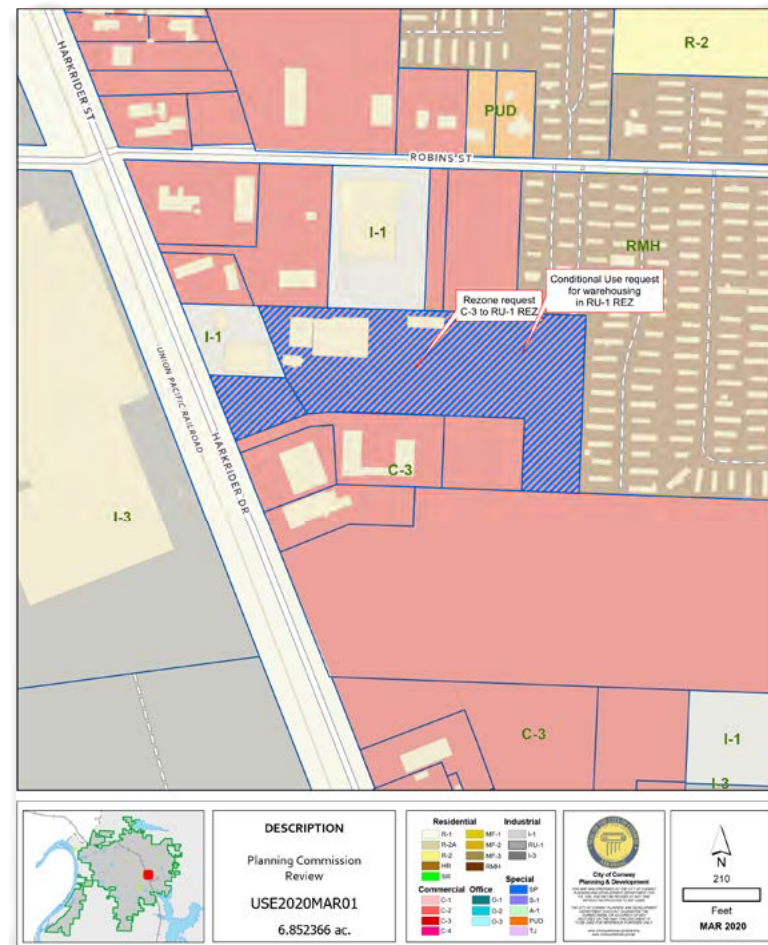 HARKRIDER ST
R-2
PUD
ROBINS ST
I-1
RMH
Conditional Use request
for warehousing
in RU-1 REZ
Rezone request
C-3 to RU-1 REZ
I-1
UNION PACIFIC RAILROAD
HARKRIDER DR
C-3
I-3
C-3
I-1
I-3
DESCRIPTION
Planning Commission
Review
USE2020MAR01
6.852366 ac.
Residential
R-1
R-2A
R-2
HR
SR
MF-1
MF-2
MF-3
RMH
Industrial
I-1
RU-1
I-3
Commercial
C-1
C-2
C-3
C-4
Office
O-1
O-2
O-3
Special
SP
S-1
A-1
PUD
TJ
City of Conway
Planning & Development
N
210
Feet
MAR 2020